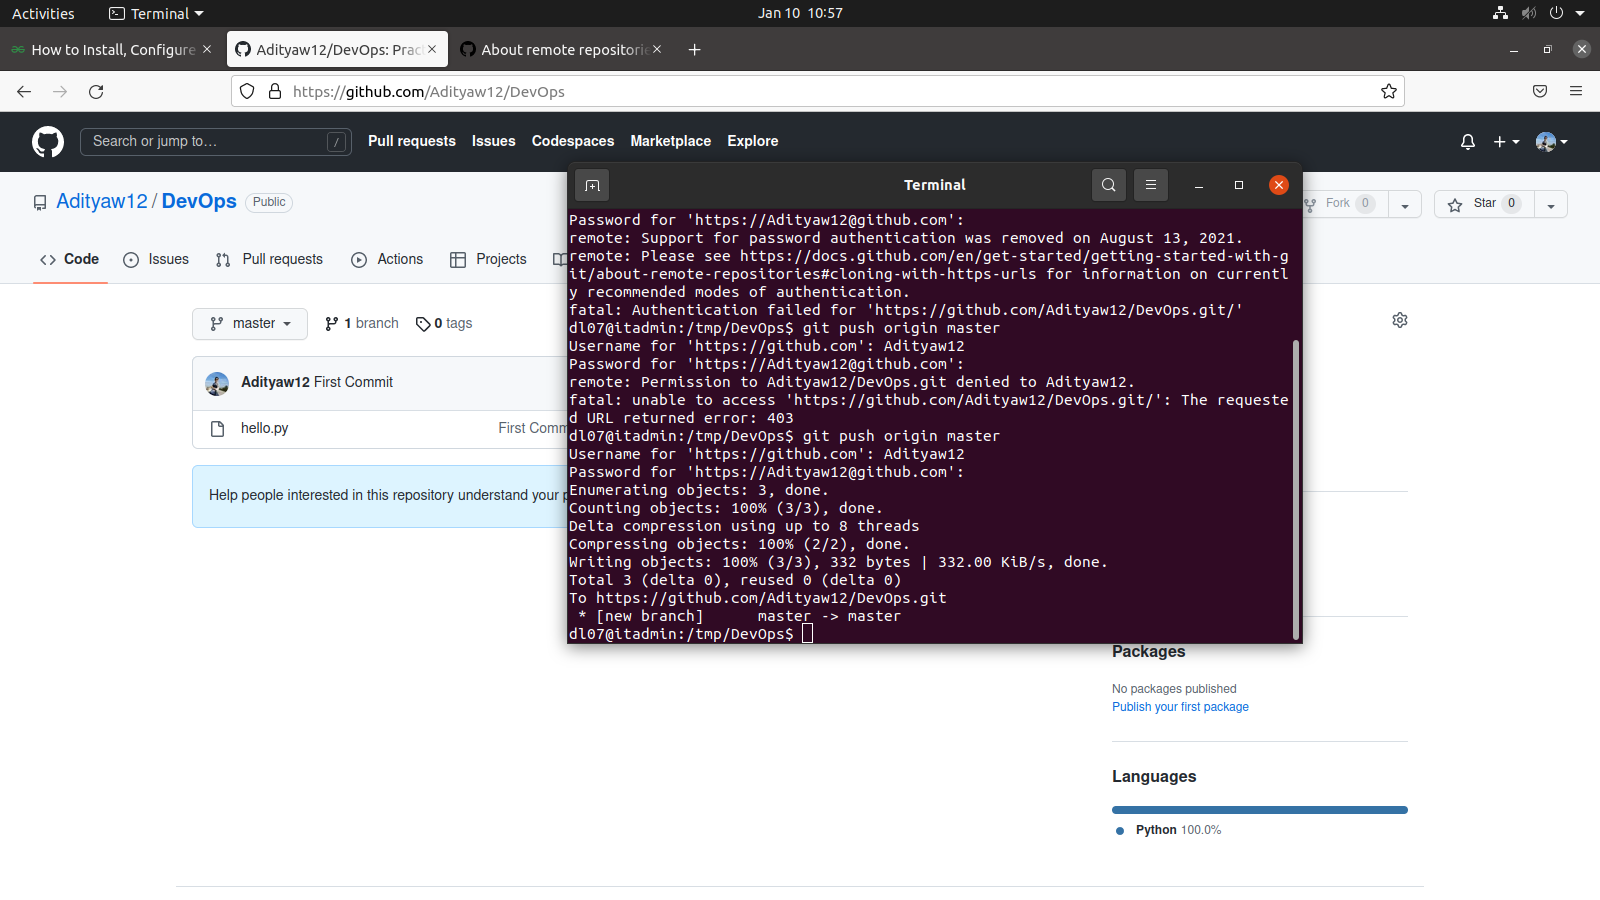 Activities
Terminal
Jan 10 10:57
How to Install, Configure
Adityaw12/DevOps: Prac
About remote repositorie
https://github.com/Adityaw12/DevOps
Search or jump to…
/
Pull requests
Issues
Codespaces
Marketplace
Explore
Adityaw12 / DevOps
Public
Fork 0
Star 0
Code
Issues
Pull requests
Actions
Projects
master
1 branch
0 tags
Adityaw12 First Commit
hello.py
First Comm
Help people interested in this repository understand your p
Terminal
Password for 'https://Adityaw12@github.com':
remote: Support for password authentication was removed on August 13, 2021.
remote: Please see https://docs.github.com/en/get-started/getting-started-with-g
it/about-remote-repositories#cloning-with-https-urls for information on currentl
y recommended modes of authentication.
fatal: Authentication failed for 'https://github.com/Adityaw12/DevOps.git/'
dl07@itadmin:/tmp/DevOps$ git push origin master
Username for 'https://github.com': Adityaw12
Password for 'https://Adityaw12@github.com':
remote: Permission to Adityaw12/DevOps.git denied to Adityaw12.
fatal: unable to access 'https://github.com/Adityaw12/DevOps.git/': The requeste
d URL returned error: 403
dl07@itadmin:/tmp/DevOps$ git push origin master
Username for 'https://github.com': Adityaw12
Password for 'https://Adityaw12@github.com':
Enumerating objects: 3, done.
Counting objects: 100% (3/3), done.
Delta compression using up to 8 threads
Compressing objects: 100% (2/2), done.
Writing objects: 100% (3/3), 332 bytes | 332.00 KiB/s, done.
Total 3 (delta 0), reused 0 (delta 0)
To https://github.com/Adityaw12/DevOps.git
 * [new branch]      master -> master
dl07@itadmin:/tmp/DevOps$
Packages
No packages published
Publish your first package
Languages
Python 100.0%